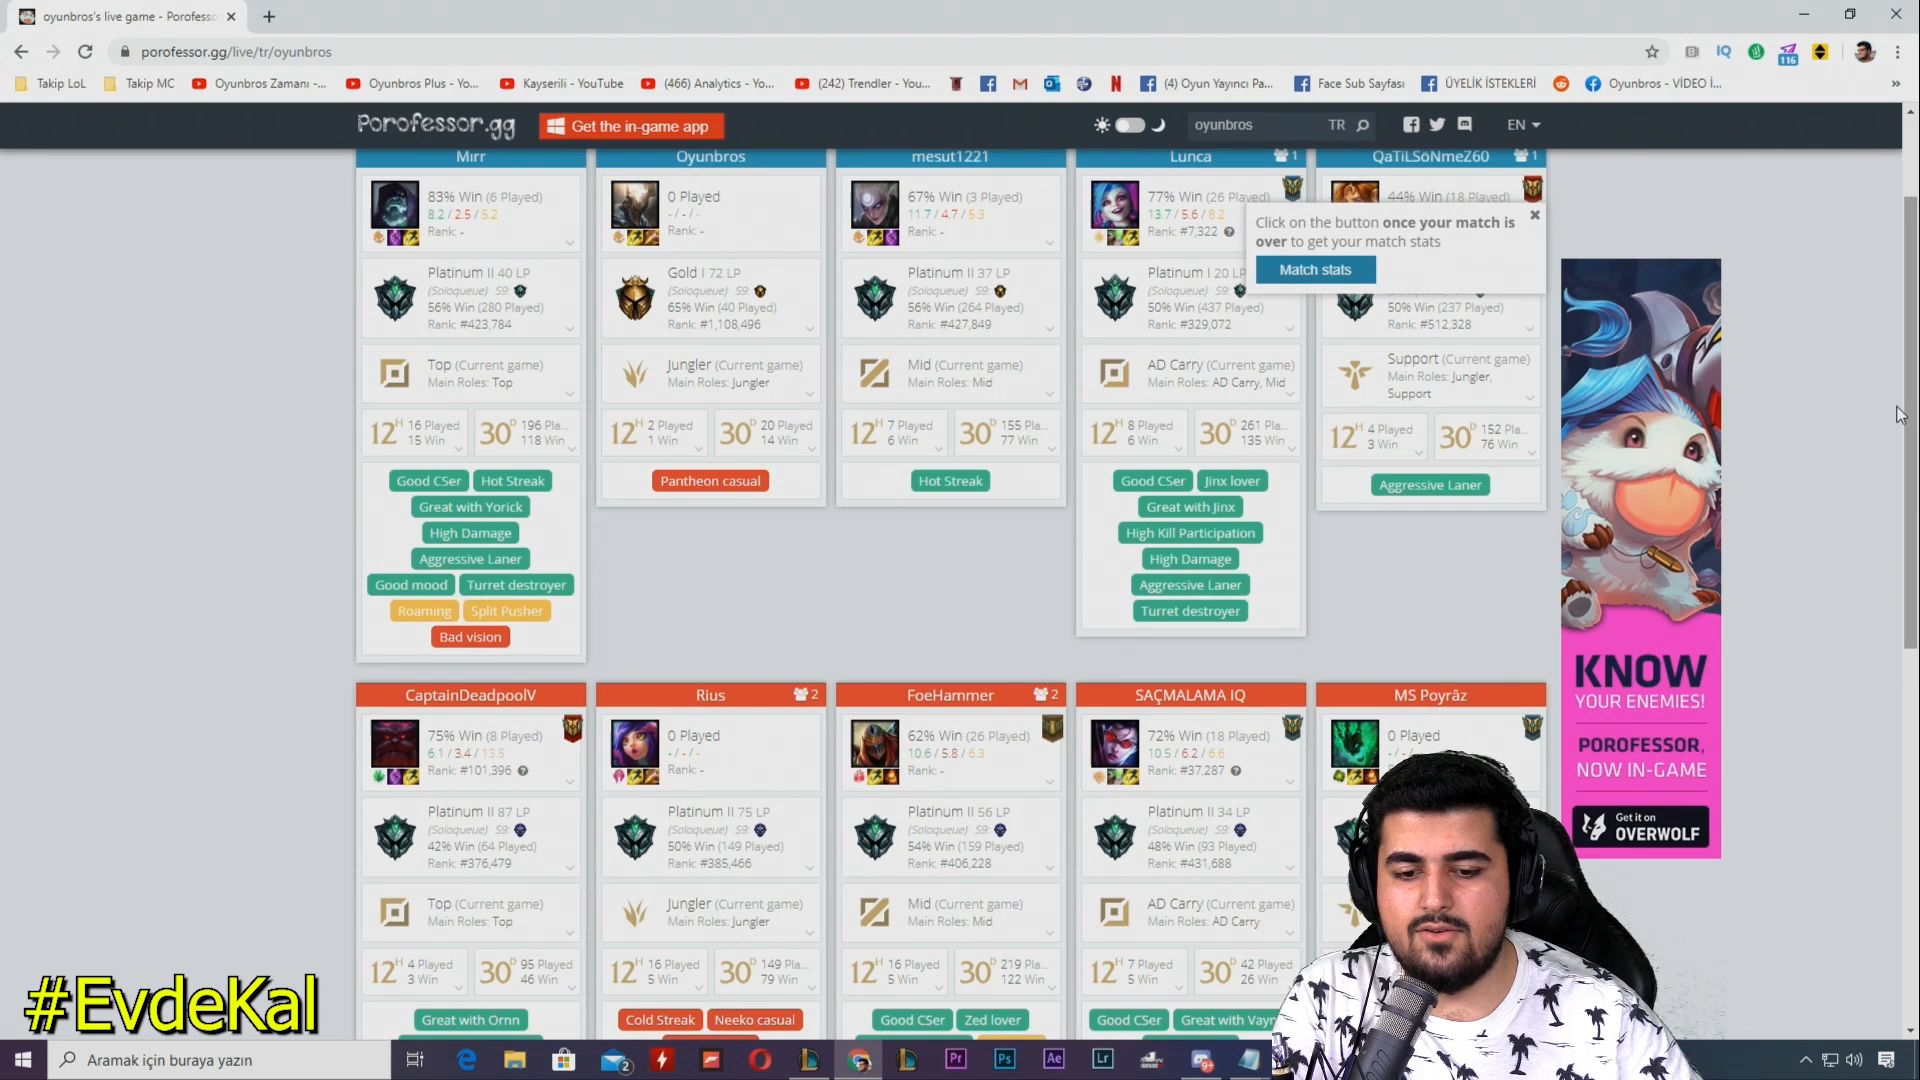 oyunbros's live game - Porofesso
porofessor.gg/live/tr/oyunbros
116
Takip LoL
Takip MC
Oyunbros Zamanı -...
Oyunbros Plus - Yo...
Kayserili - YouTube
(466) Analytics - Yo...
(242) Trendler - You...
(4) Oyun Yayıncı Pa...
Face Sub Sayfası
ÜYELİK İSTEKLERİ
Oyunbros - VİDEO İ...
Porofessor.gg
Get the in-game app
oyunbros
TR
EN
Mırr
Oyunbros
mesut1221
Lunca
1
QaTiLSöNmeZ60
1
83% Win (6 Played)
8.2 / 2.5 / 5.2
Rank: -
0 Played
- / - / -
Rank: -
67% Win (3 Played)
11.7 / 4.7 / 5.3
Rank: -
77% Win (26 Played)
13.7 / 5.6 / 8.2
Rank: #7,322
44% Win (18 Played)
Click on the button once your match is
over to get your match stats
Match stats
Platinum II 40 LP
(Soloqueue) S9:
56% Win (280 Played)
Rank: #423,784
Gold I 72 LP
(Soloqueue) S9:
65% Win (40 Played)
Rank: #1,108,496
Platinum II 37 LP
(Soloqueue) S9:
56% Win (264 Played)
Rank: #427,849
Platinum I 20 LP
(Soloqueue) S9:
50% Win (437 Played)
Rank: #329,072
50% Win (237 Played)
Rank: #512,328
Top (Current game)
Main Roles: Top
Jungler (Current game)
Main Roles: Jungler
Mid (Current game)
Main Roles: Mid
AD Carry (Current game)
Main Roles: AD Carry, Mid
Support (Current game)
Main Roles: Jungler,
Support
12H 16 Played
15 Win
30D 196 Pla...
118 Win
12H 2 Played
1 Win
30D 20 Played
14 Win
12H 7 Played
6 Win
30D 155 Pla...
77 Win
12H 8 Played
6 Win
30D 261 Pla...
135 Win
12H 4 Played
3 Win
30D 152 Pla...
76 Win
Good CSer
Hot Streak
Great with Yorick
High Damage
Aggressive Laner
Good mood
Turret destroyer
Roaming
Split Pusher
Bad vision
Pantheon casual
Hot Streak
Good CSer
Jinx lover
Great with Jinx
High Kill Participation
High Damage
Aggressive Laner
Turret destroyer
Aggressive Laner
CaptainDeadpoolV
Rius
2
FoeHammer
2
SAÇMALAMA IQ
MS Poyrâz
75% Win (8 Played)
6.1 / 3.4 / 13.5
Rank: #101,396
0 Played
- / - / -
Rank: -
62% Win (26 Played)
10.6 / 5.8 / 6.3
Rank: -
72% Win (18 Played)
10.5 / 6.2 / 6.6
Rank: #37,287
0 Played
Platinum II 87 LP
(Soloqueue) S9:
42% Win (64 Played)
Rank: #376,479
Platinum II 75 LP
(Soloqueue) S9:
50% Win (149 Played)
Rank: #385,466
Platinum II 56 LP
(Soloqueue) S9:
54% Win (159 Played)
Rank: #406,228
Platinum II 34 LP
(Soloqueue) S9:
48% Win (93 Played)
Rank: #431,688
Top (Current game)
Main Roles: Top
Jungler (Current game)
Main Roles: Jungler
Mid (Current game)
Main Roles: Mid
AD Carry (Current game)
Main Roles: AD Carry
12H 4 Played
3 Win
30D 95 Played
46 Win
12H 16 Played
5 Win
30D 149 Pla...
79 Win
12H 16 Played
5 Win
30D 219 Pla...
122 Win
12H 7 Played
5 Win
30D 42 Played
26 Win
Great with Ornn
Cold Streak
Neeko casual
Good CSer
Zed lover
Good CSer
Great with Vayn
KNOW
YOUR ENEMIES!
POROFESSOR,
NOW IN-GAME
Get it on
OVERWOLF
#EvdeKal
Aramak için buraya yazın
2
Pr
Ps
Ae
Lr
9+